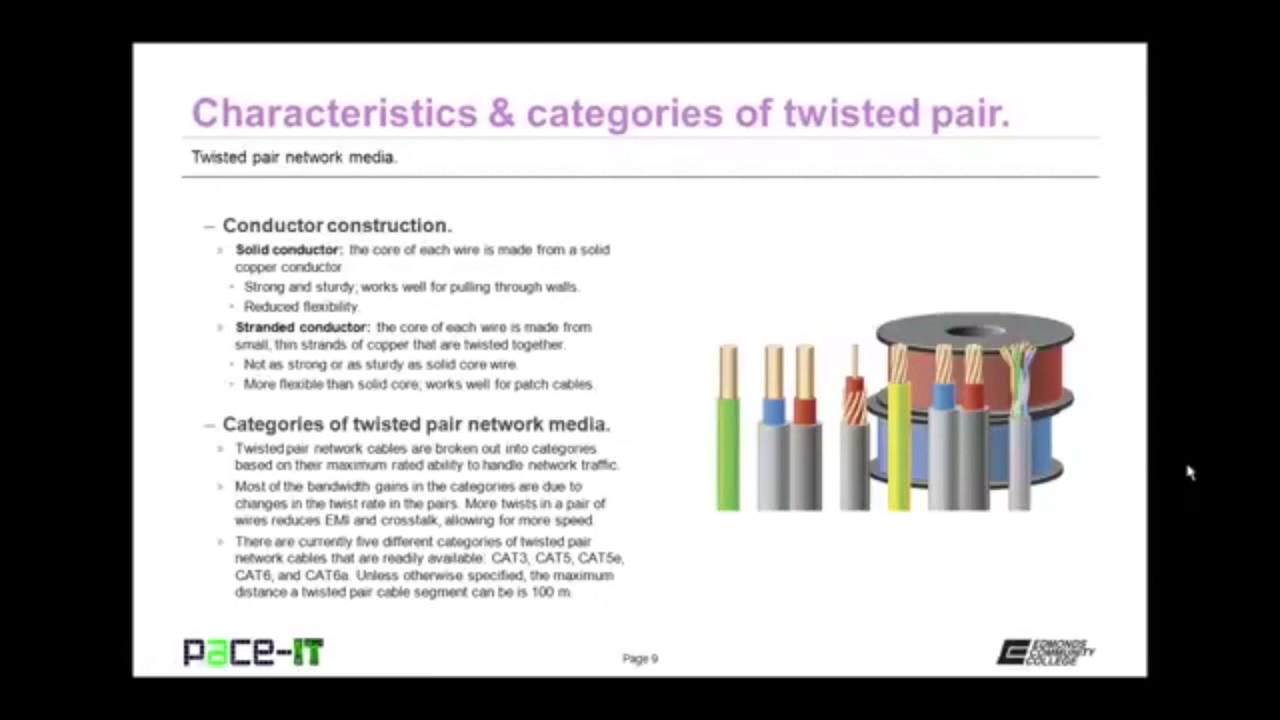 Characteristics & categories of twisted pair.
Twisted pair network media.
– Conductor construction.
» Solid conductor: the core of each wire is made from a solid
copper conductor
• Strong and sturdy; works well for pulling through walls.
• Reduced flexibility.
» Stranded conductor: the core of each wire is made from
small, thin strands of copper that are twisted together.
• Not as strong or as sturdy as solid core wire.
• More flexible than solid core; works well for patch cables.
– Categories of twisted pair network media.
» Twisted pair network cables are broken out into categories
based on their maximum rated ability to handle network traffic.
» Most of the bandwidth gains in the categories are due to
changes in the twist rate in the pairs. More twists in a pair of
wires reduces EMI and crosstalk, allowing for more speed.
» There are currently five different categories of twisted pair
network cables that are readily available: CAT3, CAT5, CAT5e,
CAT6, and CAT6a. Unless otherwise specified, the maximum
distance a twisted pair cable segment can be is 100 m.
pace-IT
Page 9
EDMONDS
COMMUNITY
COLLEGE